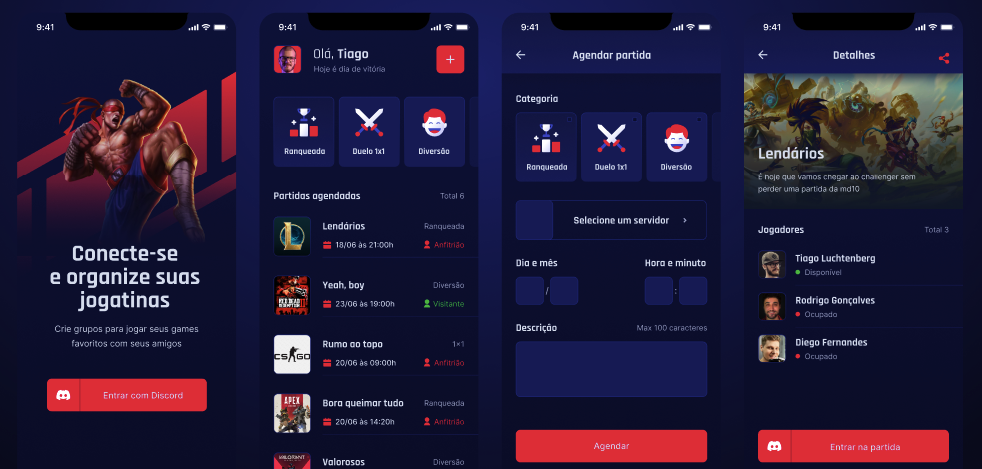 9:41
Conecte-se
e organize suas
jogatinas
Crie grupos para jogar seus games
favoritos com seus amigos
Entrar com Discord
9:41
Olá, Tiago
Hoje é dia de vitória
+
Ranqueada
Duelo 1x1
Diversão
Partidas agendadas
Total 6
Lendários
Ranqueada
18/06 às 21:00h
Anfitrião
Yeah, boy
Diversão
23/06 às 19:00h
Visitante
Rumo ao topo
1x1
20/06 às 09:00h
Anfitrião
CS GO
Bora queimar tudo
Ranqueada
20/06 às 14:20h
Anfitrião
APEX
Valorosos
Diversão
VALORANT
9:41
Agendar partida
Categoria
Ranqueada
Duelo 1x1
Diversão
Selecione um servidor
Dia e mês
Hora e minuto
/
:
Descrição
Max 100 caracteres
Agendar
9:41
Detalhes
Lendários
É hoje que vamos chegar ao challenger sem
perder uma partida da md10
Jogadores
Total 3
Tiago Luchtenberg
Disponível
Rodrigo Gonçalves
Ocupado
Diego Fernandes
Ocupado
Entrar na partida